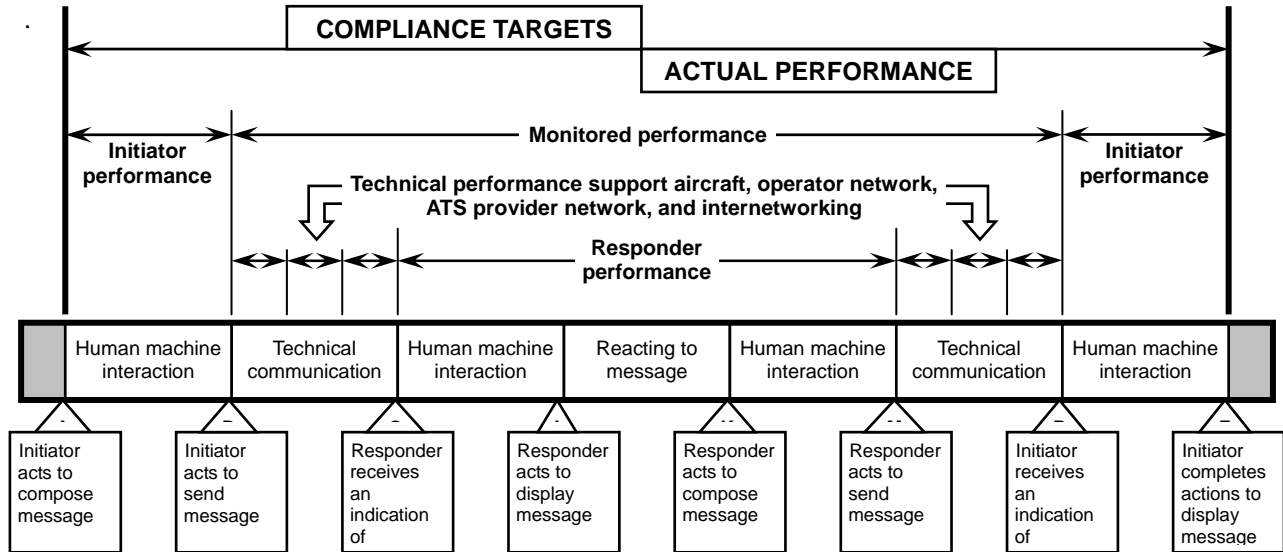 COMPLIANCE TARGETS
ACTUAL PERFORMANCE
Monitored performance
Initiator
performance
Initiator
performance
Technical performance support aircraft, operator network,
ATS provider network, and internetworking
Responder
performance
Human machine
interaction
Technical
communication
Human machine
interaction
Reacting to
message
Human machine
interaction
Technical
communication
Human machine
interaction
Initiator
acts to
compose
message
Initiator
acts to
send
message
Responder
receives
an
indication
of
Responder
acts to
display
message
Responder
acts to
compose
message
Responder
acts to
send
message
Initiator
receives
an
indication
of
Initiator
completes
actions to
display
message